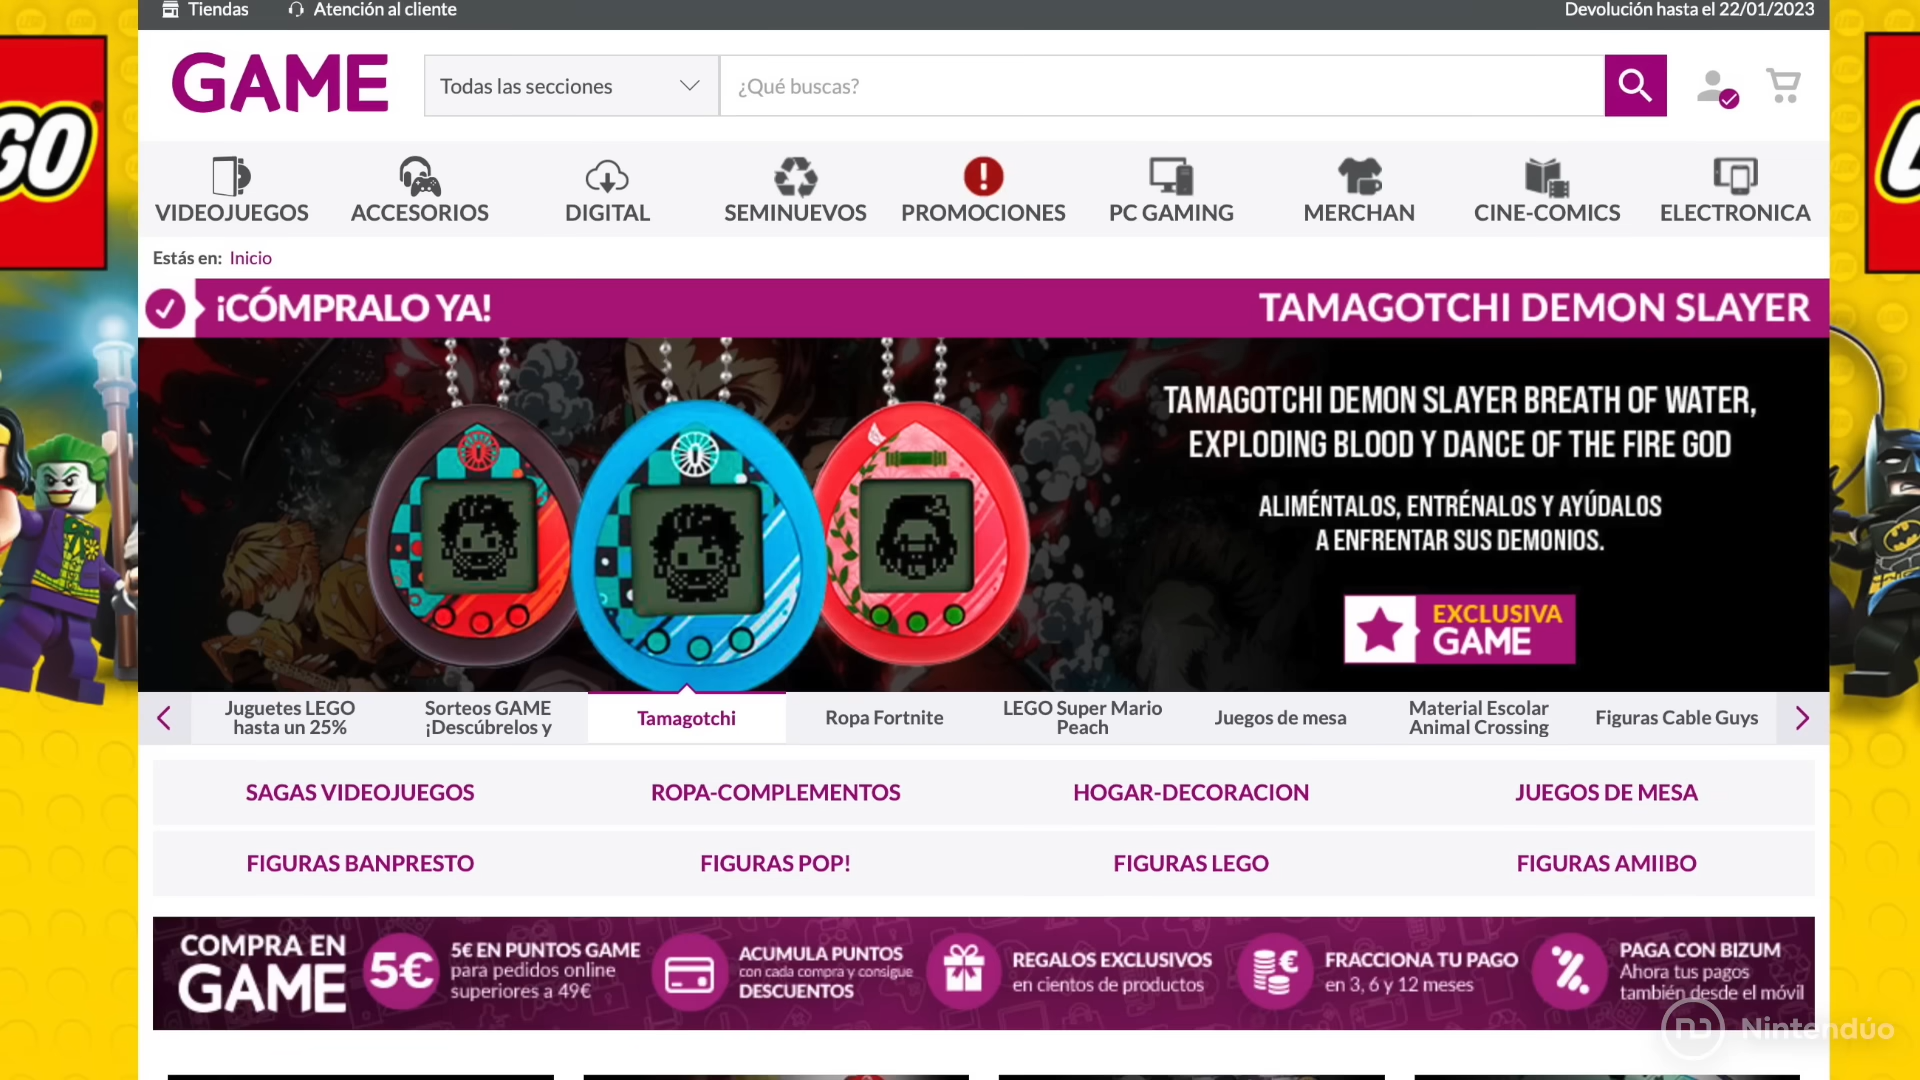 Tiendas
Atención al cliente
Devolución hasta el 22/01/2023
GAME
Todas las secciones
¿Qué buscas?
VIDEOJUEGOS
ACCESORIOS
DIGITAL
SEMINUEVOS
PROMOCIONES
PC GAMING
MERCHAN
CINE-COMICS
ELECTRONICA
Estás en: Inicio
¡CÓMPRALO YA!
TAMAGOTCHI DEMON SLAYER
TAMAGOTCHI DEMON SLAYER BREATH OF WATER,
EXPLODING BLOOD Y DANCE OF THE FIRE GOD
ALIMÉNTALOS, ENTRÉNALOS Y AYÚDALOS
A ENFRENTAR SUS DEMONIOS.
EXCLUSIVA
GAME
Juguetes LEGO
hasta un 25%
Sorteos GAME
¡Descúbrelos y
Tamagotchi
Ropa Fortnite
LEGO Super Mario
Peach
Juegos de mesa
Material Escolar
Animal Crossing
Figuras Cable Guys
SAGAS VIDEOJUEGOS
ROPA-COMPLEMENTOS
HOGAR-DECORACION
JUEGOS DE MESA
FIGURAS BANPRESTO
FIGURAS POP!
FIGURAS LEGO
FIGURAS AMIIBO
COMPRA EN
GAME
5€
5€ EN PUNTOS GAME
para pedidos online
superiores a 49€
ACUMULA PUNTOS
con cada compra y consigue
DESCUENTOS
REGALOS EXCLUSIVOS
en cientos de productos
FRACCIONA TU PAGO
en 3, 6 y 12 meses
PAGA CON BIZUM
Ahora tus pagos
también desde el móvil
Nintendúo